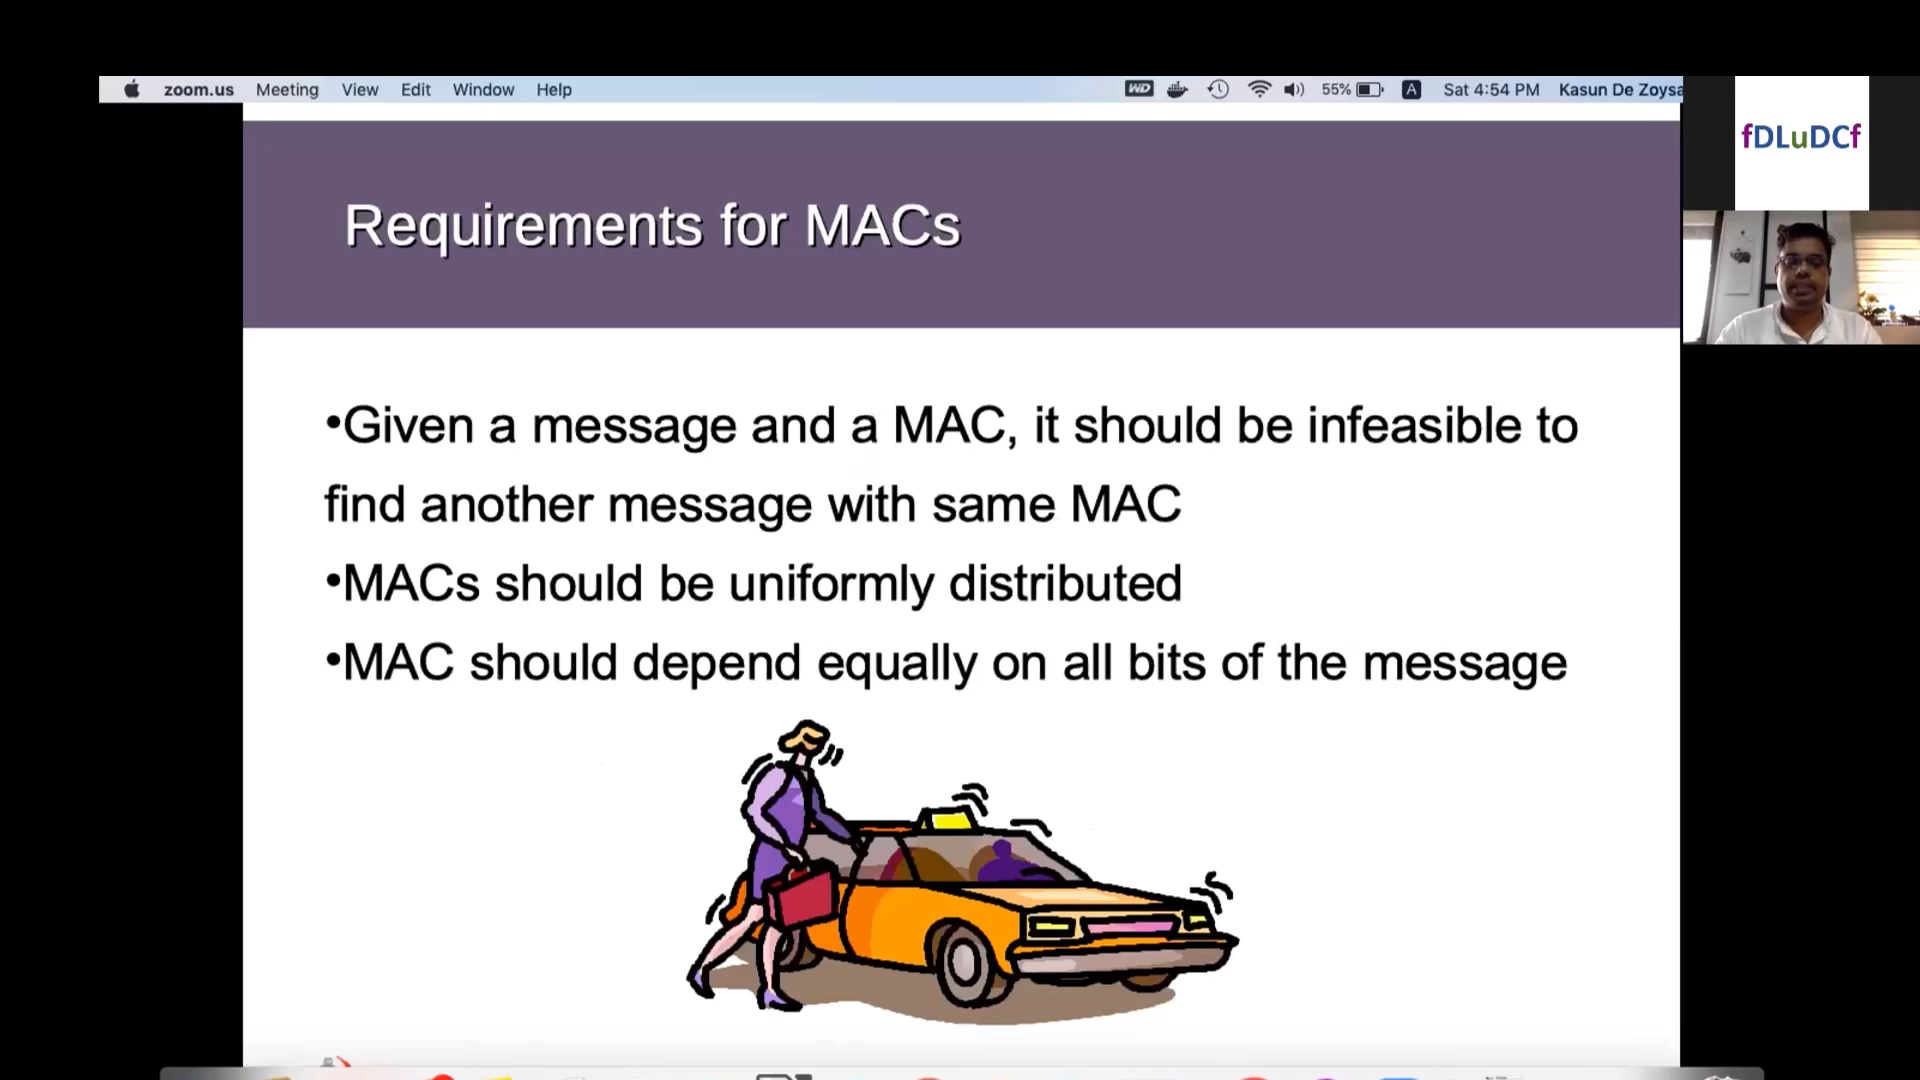 zoom.us Meeting View Edit Window Help
WD 55% A Sat 4:54 PM Kasun De Zoysa
fDLuDCf
Requirements for MACs
•Given a message and a MAC, it should be infeasible to
find another message with same MAC
•MACs should be uniformly distributed
•MAC should depend equally on all bits of the message